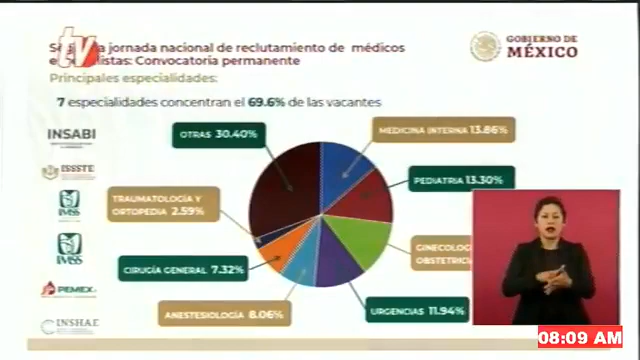 tv
GOBIERNO DE
MÉXICO
jornada nacional de reclutamiento de médicos
Convocatoria permanente
Principales especialidades:
7 especialidades concentran el 69.6% de las vacantes
INSABI
ISSSTE
IMSS
IMSS
PEMEX
INSHAE
OTRAS 30.40%
MEDICINA INTERNA 13.86%
PEDIATRIA 13.30%
TRAUMATOLOGÍA Y
ORTOPEDIA 2.59%
CIRUGÍA GENERAL 7.32%
ANESTESIOLOGÍA 8.06%
URGENCIAS 11.94%
08:09 AM